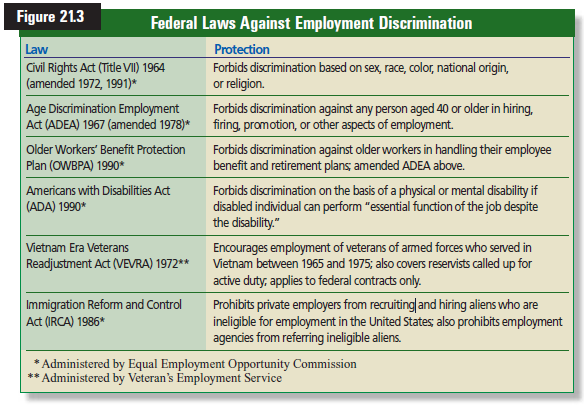 Figure 21.3
Federal Laws Against Employment Discrimination
Law
Protection
Civil Rights Act (Title VII) 1964
(amended 1972, 1991)*
Forbids discrimination based on sex, race, color, national origin,
or religion.
Age Discrimination Employment
Act (ADEA) 1967 (amended 1978)*
Forbids discrimination against any person aged 40 or older in hiring,
firing, promotion, or other aspects of employment.
Older Workers’ Benefit Protection
Plan (OWBPA) 1990*
Forbids discrimination against older workers in handling their employee
benefit and retirement plans; amended ADEA above.
Americans with Disabilities Act
(ADA) 1990*
Forbids discrimination on the basis of a physical or mental disability if
disabled individual can perform “essential function of the job despite
the disability.”
Vietnam Era Veterans
Readjustment Act (VEVRA) 1972**
Encourages employment of veterans of armed forces who served in
Vietnam between 1965 and 1975; also covers reservists called up for
active duty; applies to federal contracts only.
Immigration Reform and Control
Act (IRCA) 1986*
Prohibits private employers from recruiting and hiring aliens who are
ineligible for employment in the United States; also prohibits employment
agencies from referring ineligible aliens.
* Administered by Equal Employment Opportunity Commission
** Administered by Veteran’s Employment Service